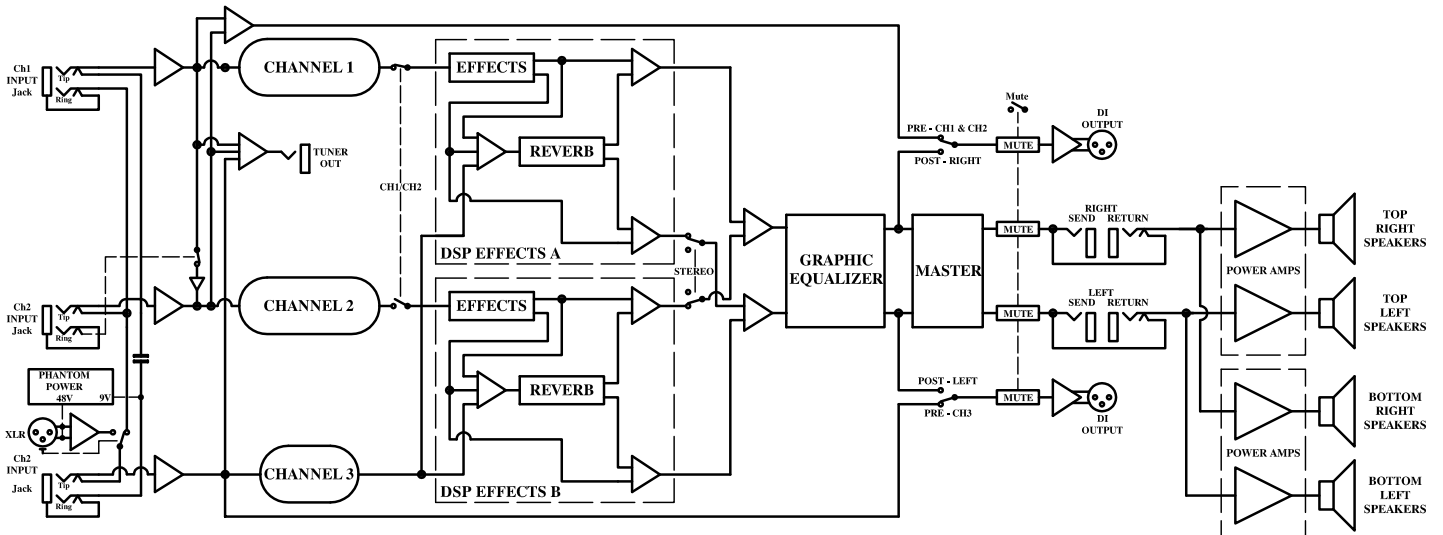 Ch1
INPUT
Jack
Tip
Ring
CHANNEL 1
EFFECTS
REVERB
DSP EFFECTS A
TUNER
OUT
CH1/CH2
Mute
PRE - CH1 & CH2
POST - RIGHT
MUTE
DI
OUTPUT
Ch2
INPUT
Jack
Tip
Ring
CHANNEL 2
EFFECTS
REVERB
DSP EFFECTS B
STEREO
GRAPHIC
EQUALIZER
MASTER
MUTE
RIGHT
SEND RETURN
MUTE
LEFT
SEND RETURN
POWER AMPS
TOP
RIGHT
SPEAKERS
TOP
LEFT
SPEAKERS
PHANTOM
POWER
48V 9V
XLR
Ch2
INPUT
Jack
Tip
Ring
CHANNEL 3
POST - LEFT
PRE - CH3
MUTE
DI
OUTPUT
POWER AMPS
BOTTOM
RIGHT
SPEAKERS
BOTTOM
LEFT
SPEAKERS